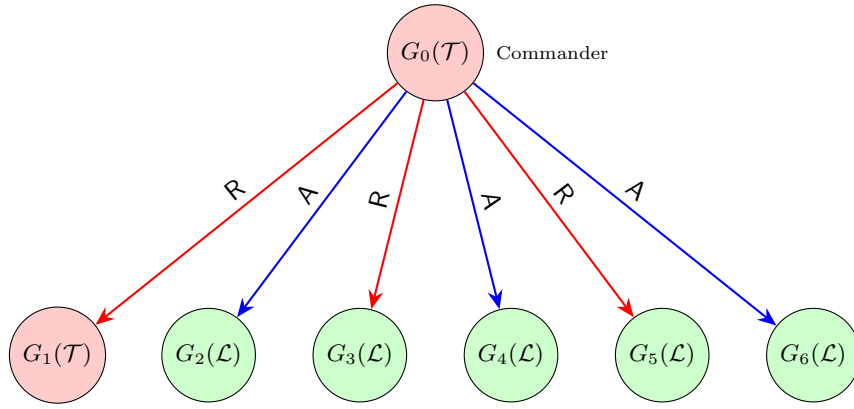 G₀(𝒯) Commander
R A R A R A
G₁(𝒯) G₂(ℒ) G₃(ℒ) G₄(ℒ) G₅(ℒ) G₆(ℒ)